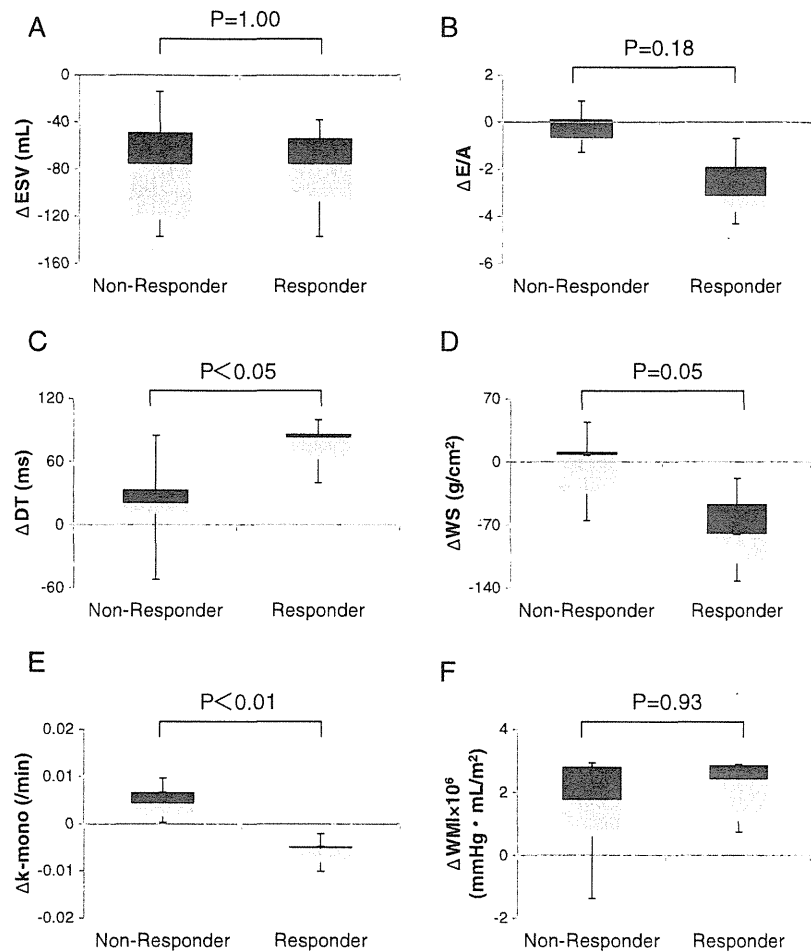 A
P=1.00
0
-40
-80
-120
-160
ΔESV (mL)
Non-Responder Responder
B
P=0.18
2
0
-2
-4
-6
ΔE/A
Non-Responder Responder
C
P<0.05
120
60
0
-60
ΔDT (ms)
Non-Responder Responder
D
P=0.05
70
0
-70
-140
ΔWS (g/cm²)
Non-Responder Responder
E
P<0.01
0.02
0.01
0
-0.01
-0.02
Δk-mono (/min)
Non-Responder Responder
F
P=0.93
4
2
0
-2
ΔWMI×10⁶
(mmHg・mL/m²)
Non-Responder Responder